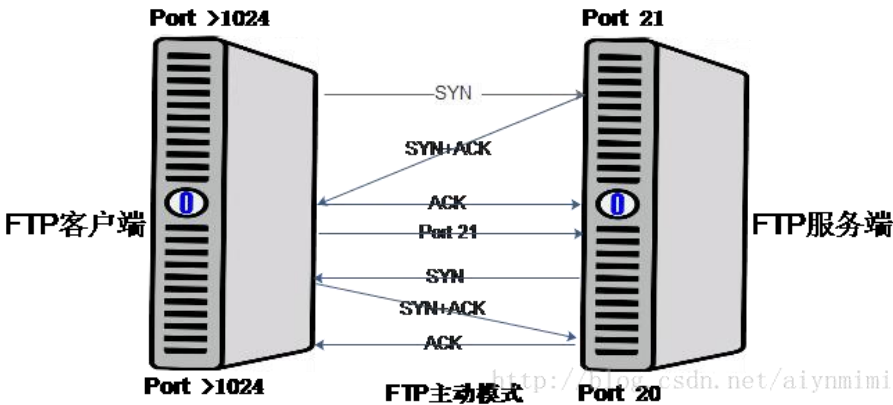 Port >1024
Port 21
SYN
SYN+ACK
ACK
Port 21
SYN
SYN+ACK
ACK
FTP客户端
0
0
FTP服务端
Port >1024
FTP主动模式
Port 20
http://blog.csdn.net/aiynmimi